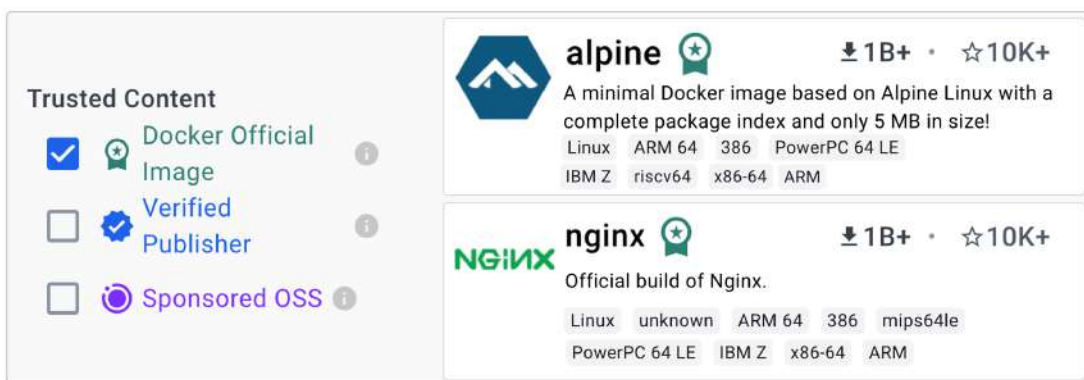 Trusted Content
Docker Official
Image
Verified
Publisher
Sponsored OSS
alpine
1B+ • 10K+
A minimal Docker image based on Alpine Linux with a
complete package index and only 5 MB in size!
Linux ARM 64 386 PowerPC 64 LE
IBM Z riscv64 x86-64 ARM
NGINX
nginx
1B+ • 10K+
Official build of Nginx.
Linux unknown ARM 64 386 mips64le
PowerPC 64 LE IBM Z x86-64 ARM